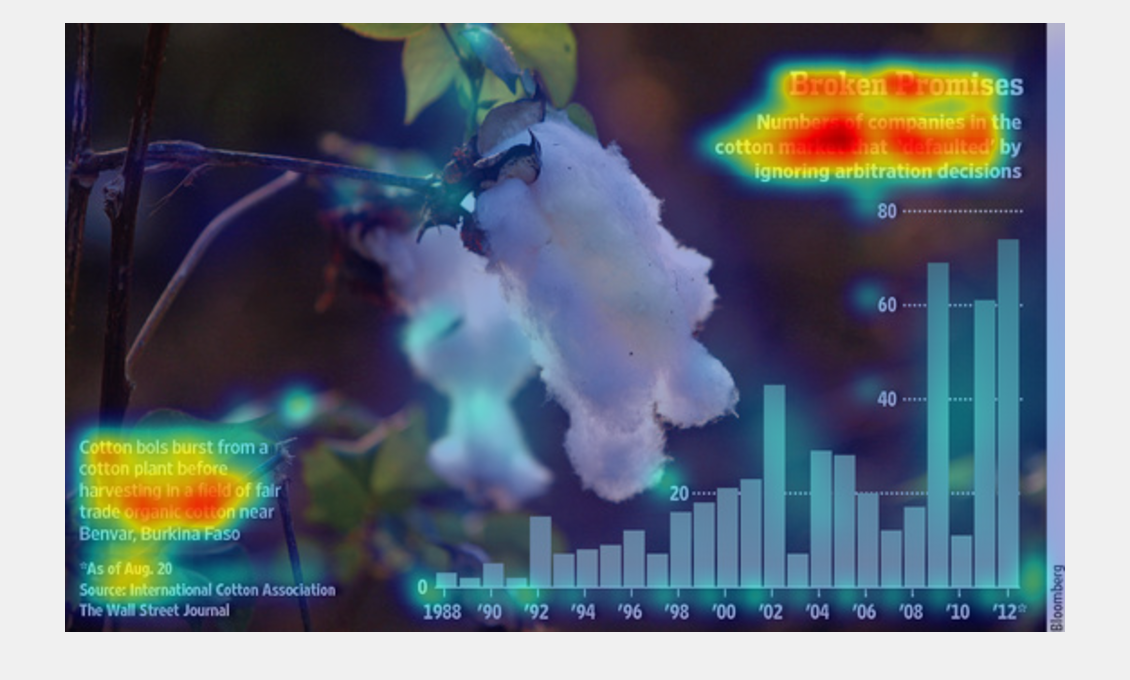 Broken Promises
Numbers of companies in the
cotton market that 'defaulted' by
ignoring arbitration decisions
80
60
40
20
0
1988 '90 '92 '94 '96 '98 '00 '02 '04 '06 '08 '10 '12*
Cotton bols burst from a
cotton plant before
harvesting in a field of fair
trade organic cotton near
Benvar, Burkina Faso
*As of Aug. 20
Source: International Cotton Association
The Wall Street Journal
Bloomberg